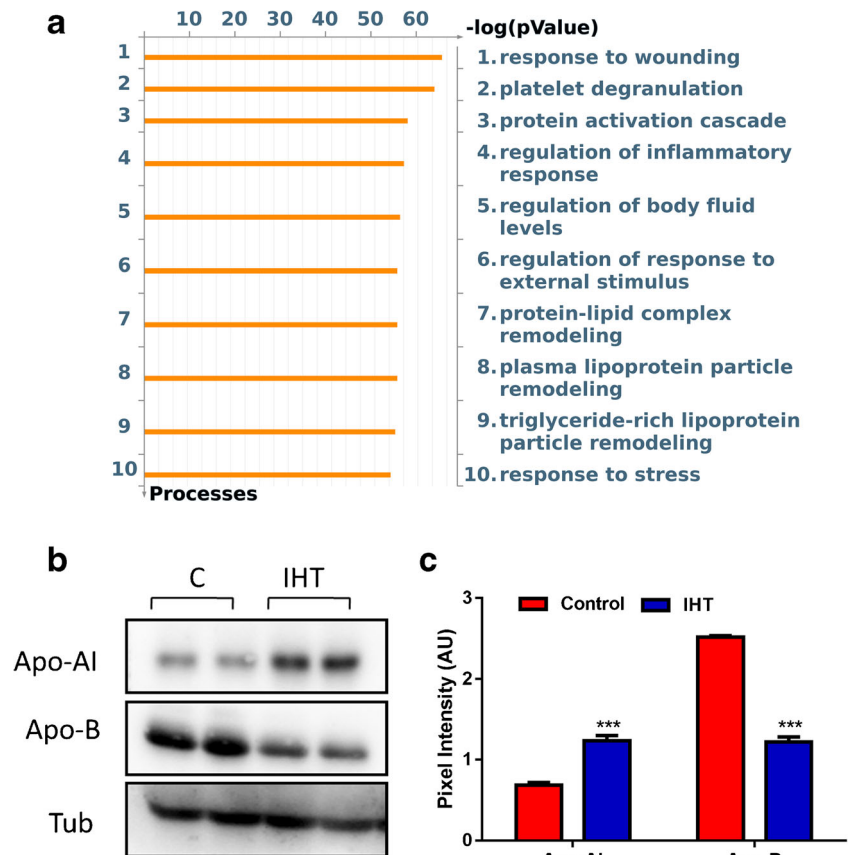 a
10 20 30 40 50 60
-log(pValue)
1
2
3
4
5
6
7
8
9
10
Processes
1. response to wounding
2. platelet degranulation
3. protein activation cascade
4. regulation of inflammatory
response
5. regulation of body fluid
levels
6. regulation of response to
external stimulus
7. protein-lipid complex
remodeling
8. plasma lipoprotein particle
remodeling
9. triglyceride-rich lipoprotein
particle remodeling
10. response to stress
b
C IHT
Apo-AI
Apo-B
Tub
c
Control IHT
Pixel Intensity (AU)
3
2
1
0
***
***